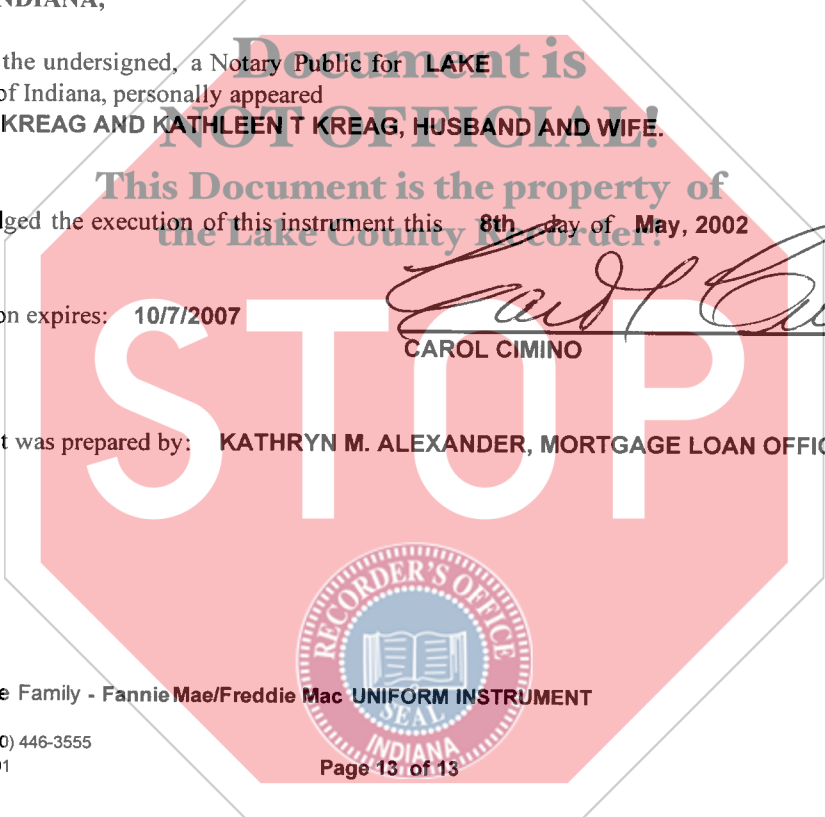 INDIANA,
the undersigned, a Notary Public for LAKE
of Indiana, personally appeared
KREAG AND KATHLEEN T KREAG, HUSBAND AND WIFE.
Document is
NOT OFFICIAL!
This Document is the property of
the Lake County Recorder!
dged the execution of this instrument this 8th day of May, 2002
on expires: 10/7/2007
CAROL CIMINO
STOP
t was prepared by: KATHRYN M. ALEXANDER, MORTGAGE LOAN OFFIC
RECORDER'S OFFICE
SEAL
INDIANA
e Family - Fannie Mae/Freddie Mac UNIFORM INSTRUMENT
0) 446-3555
01
Page 13 of 13